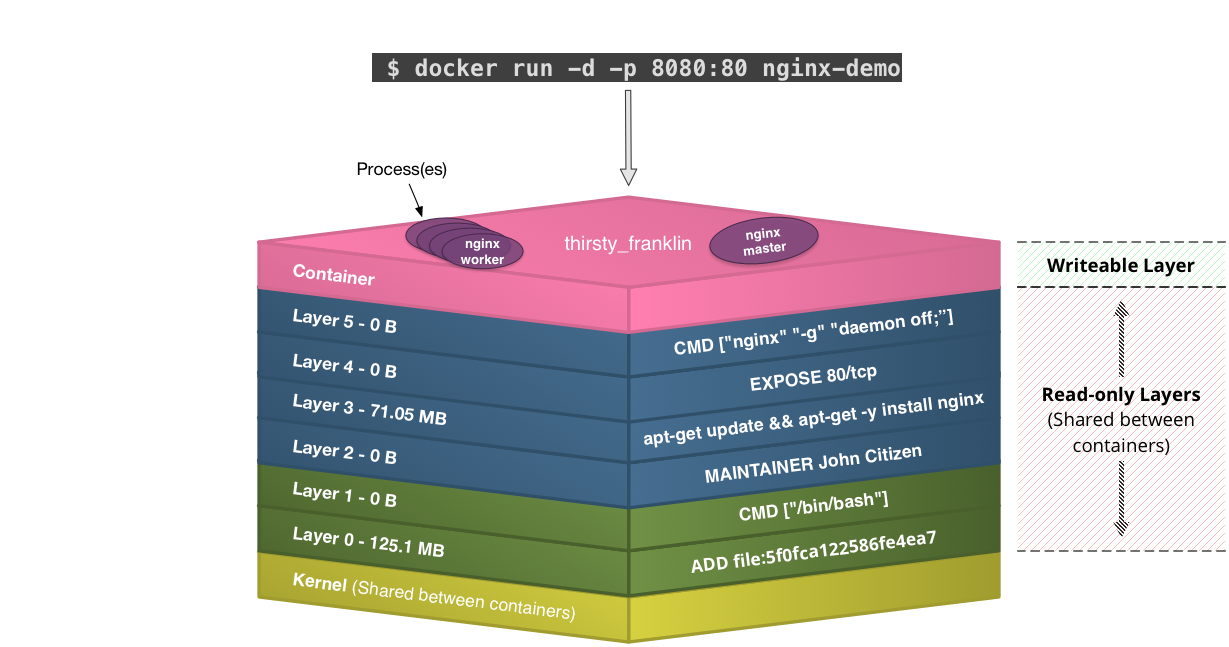 $ docker run -d -p 8080:80 nginx-demo
Process(es)
nginx
worker
thirsty_franklin
nginx
master
Container
Writeable Layer
Layer 5 - 0 B
CMD ["nginx" "-g" "daemon off;”]
Layer 4 - 0 B
EXPOSE 80/tcp
Layer 3 - 71.05 MB
apt-get update && apt-get -y install nginx
Layer 2 - 0 B
MAINTAINER John Citizen
Layer 1 - 0 B
CMD ["/bin/bash"]
Layer 0 - 125.1 MB
ADD file:5f0fca122586fe4ea7
Kernel (Shared between containers)
Read-only Layers
(Shared between
containers)